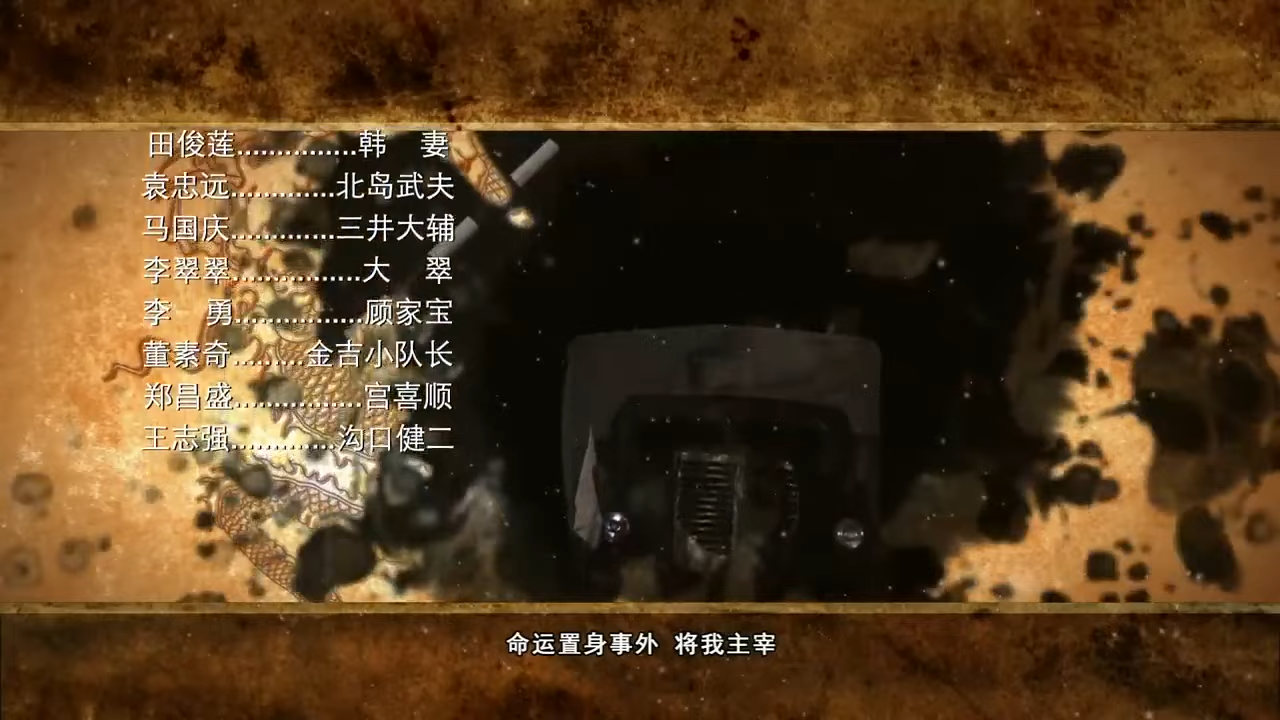 田俊莲..............韩　妻
袁忠远............北岛武夫
马国庆............三井大辅
李翠翠...............大　翠
李　勇...............顾家宝
董素奇........金吉小队长
郑昌盛...............宫喜顺
王志强............沟口健二
命运置身事外 将我主宰